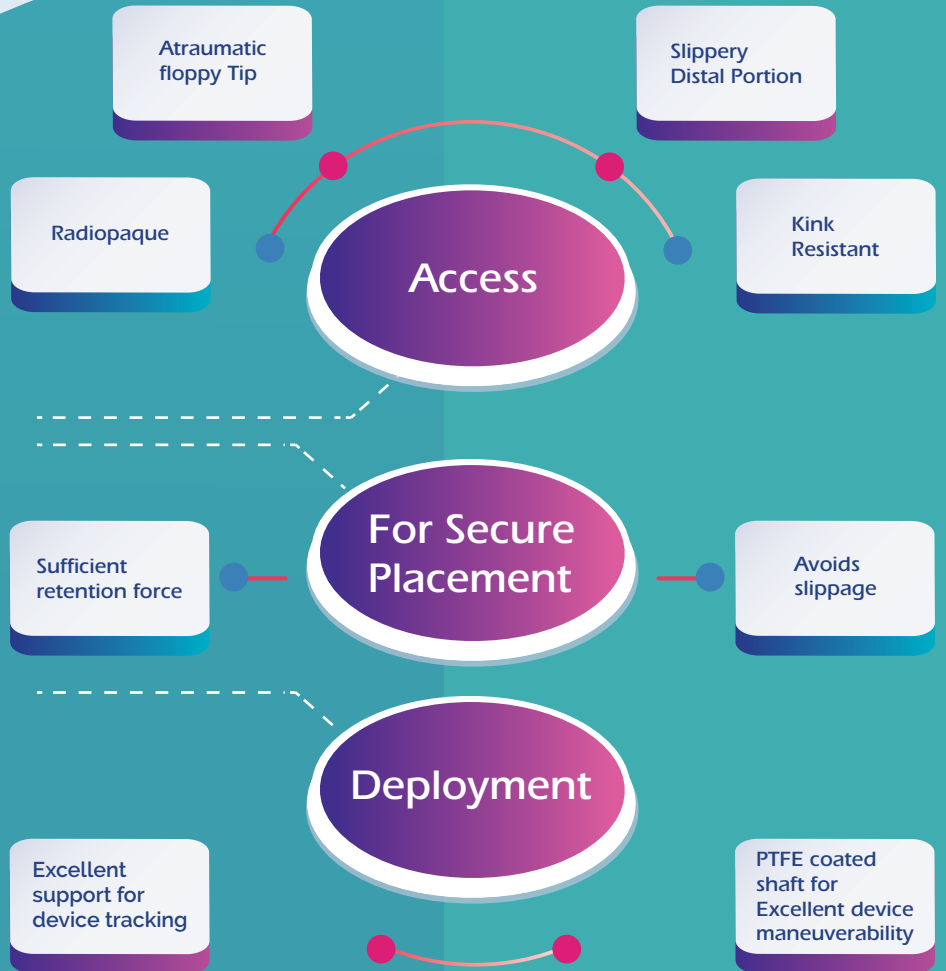 Atraumatic
floppy Tip
Slippery
Distal Portion
Radiopaque
Kink
Resistant
Access
For Secure
Placement
Sufficient
retention force
Avoids
slippage
Deployment
Excellent
support for
device tracking
PTFE coated
shaft for
Excellent device
maneuverability